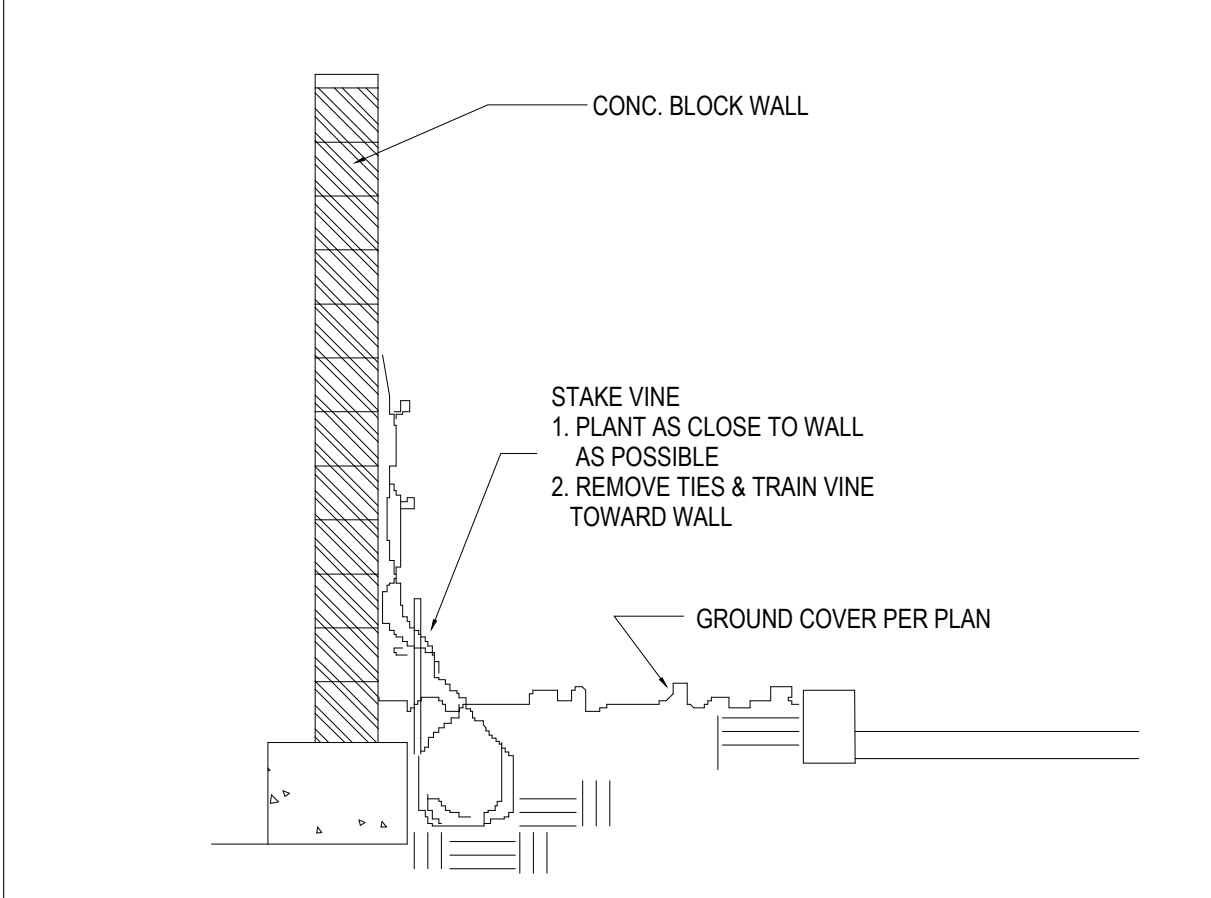 CONC. BLOCK WALL
STAKE VINE
1. PLANT AS CLOSE TO WALL
AS POSSIBLE
2. REMOVE TIES & TRAIN VINE
TOWARD WALL
GROUND COVER PER PLAN